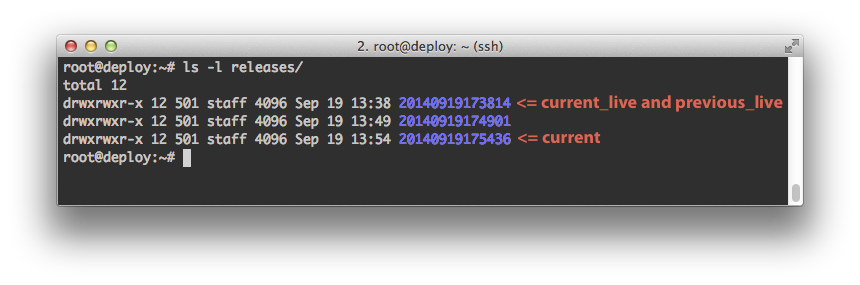 2. root@deploy: ~ (ssh)
root@deploy:~# ls -l releases/
total 12
drwxrwxr-x 12 501 staff 4096 Sep 19 13:38 20140919173814 <= current_live and previous_live
drwxrwxr-x 12 501 staff 4096 Sep 19 13:49 20140919174901
drwxrwxr-x 12 501 staff 4096 Sep 19 13:54 20140919175436 <= current
root@deploy:~#